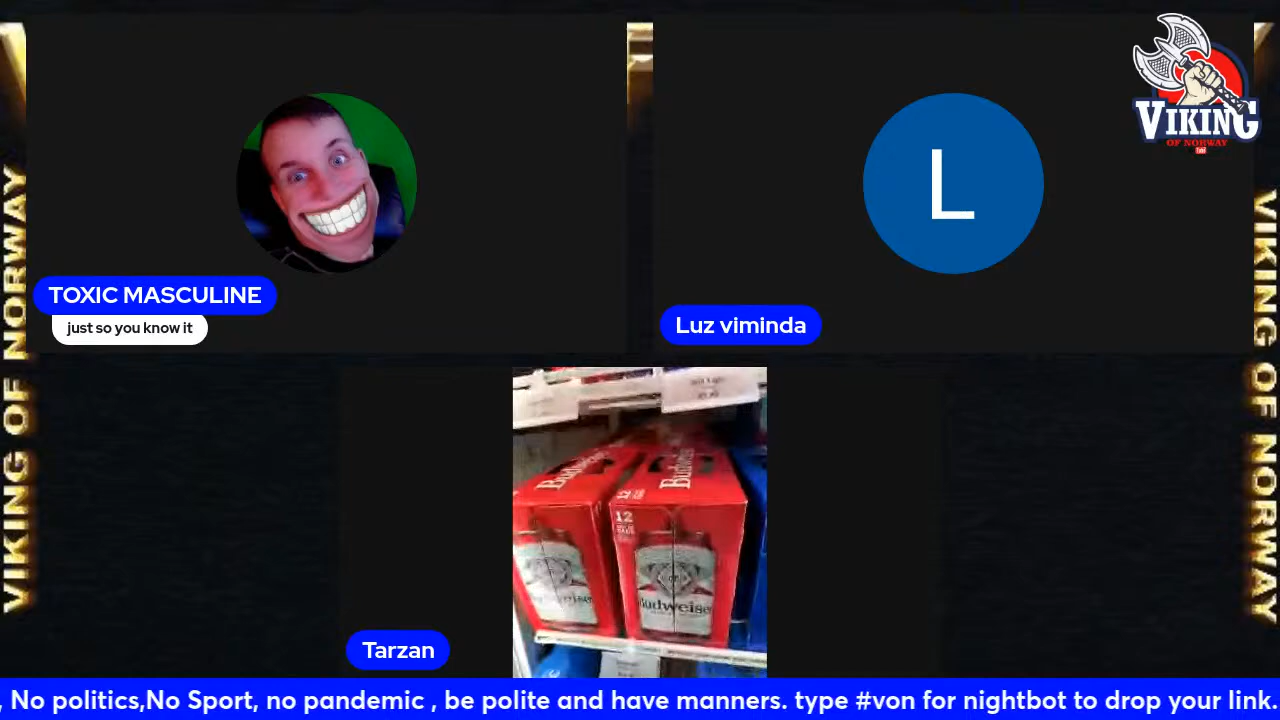 VIKING
OF NORWAY
VIKING OF NORWAY
VIKING OF NORWAY
L
TOXIC MASCULINE
just so you know it
Luz viminda
Budweiser
Budweiser
12
12
Budweiser
Tarzan
, No politics,No Sport, no pandemic , be polite and have manners. type #von for nightbot to drop your link.